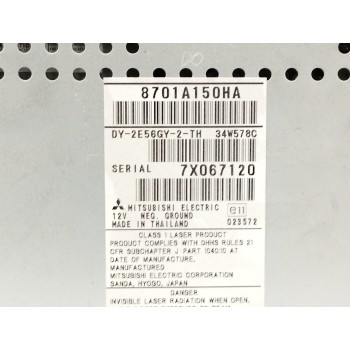 8701A150HA
DY-2E56GY-2-TH 34W578C
SERIAL 7X067120
MITSUBISHI ELECTRIC
12V NEG. GROUND
MADE IN THAILAND
e11
023572
CLASS 1 LASER PRODUCT
PRODUCT COMPLIES WITH DHHS RULES 21
CFR SUBCHAPTER J PART 1040.10 AT
DATE OF MANUFACTURE.
MANUFACTURED
MITSUBISHI ELECTRIC CORPORATION
SANDA, HYOGO, JAPAN
DANGER
INVISIBLE LASER RADIATION WHEN OPEN.